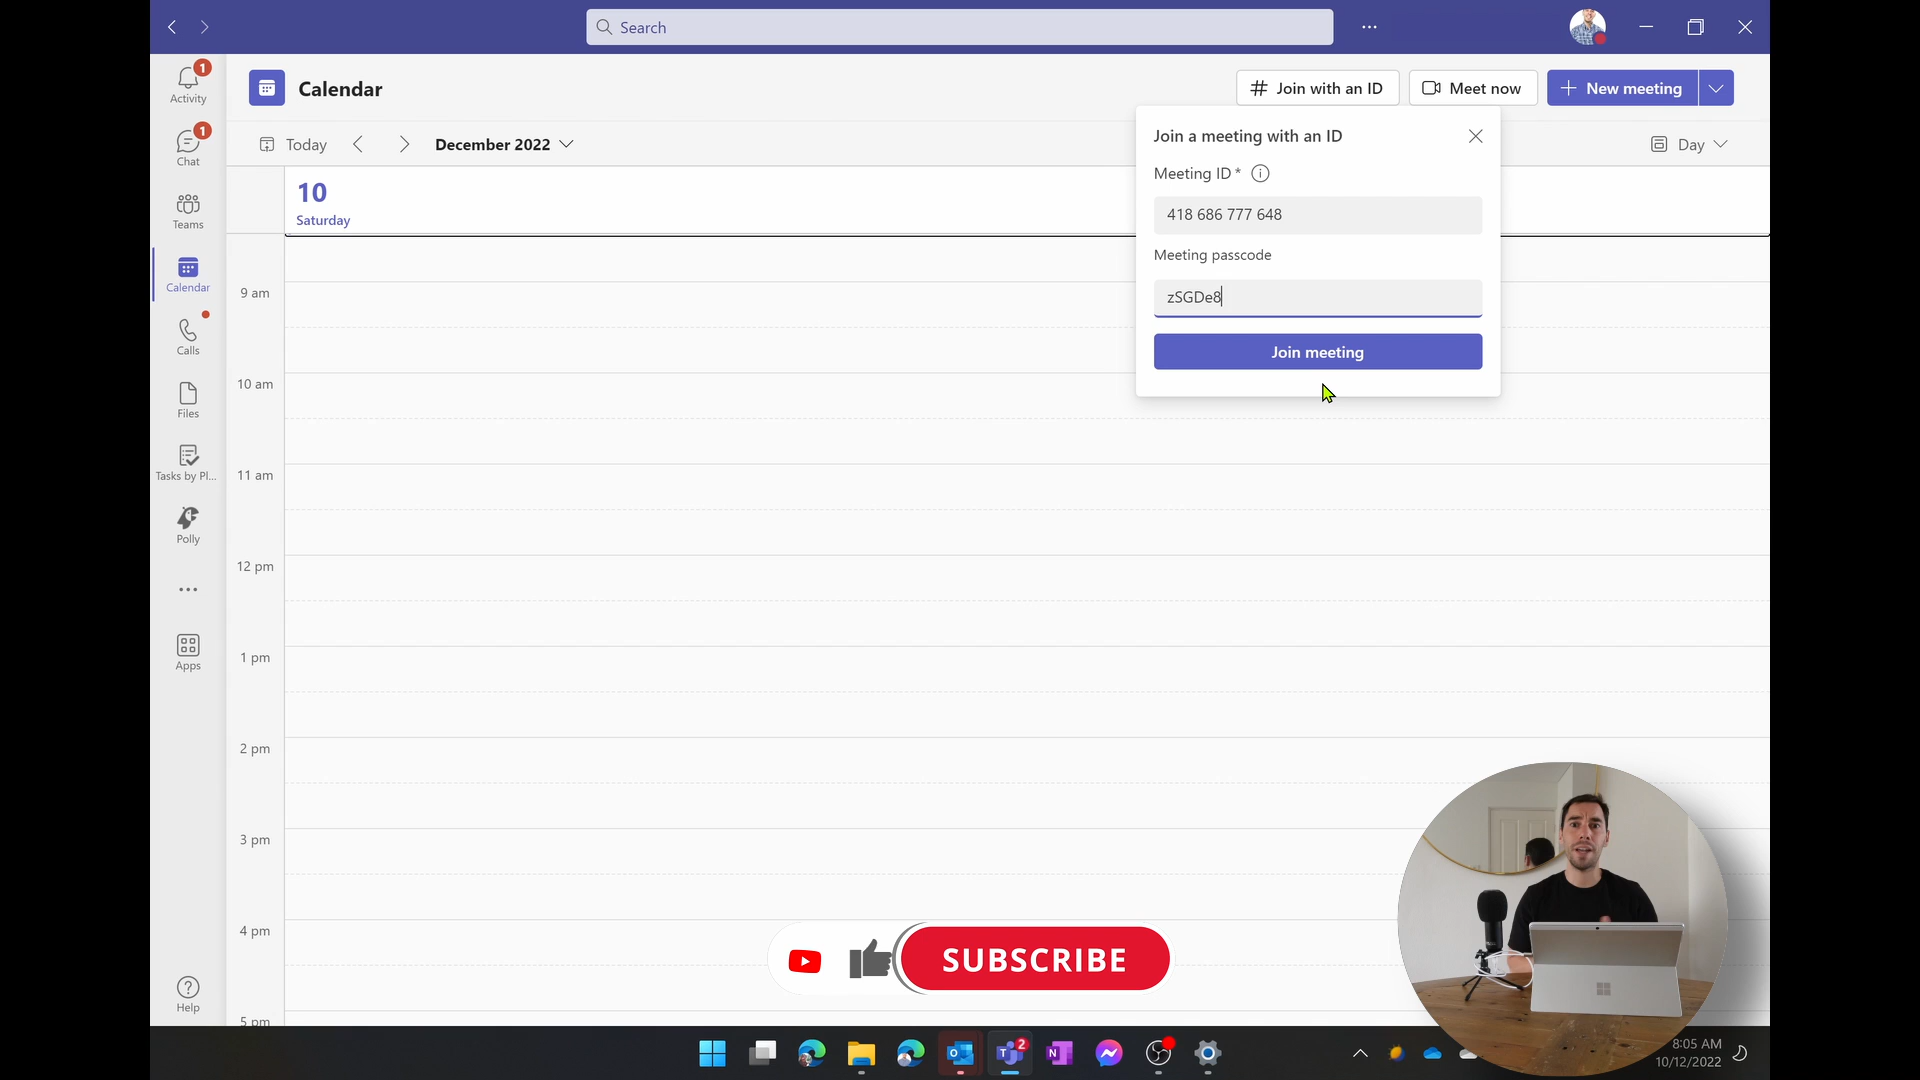 Search
1
Activity
1
Chat
Teams
Calendar
Calls
Files
Tasks by Pl...
Polly
Apps
Help
Calendar
Join with an ID
Meet now
New meeting
Today
December 2022
Day
10
Saturday
Join a meeting with an ID
Meeting ID *
418 686 777 648
Meeting passcode
zSGDe8
Join meeting
9 am
10 am
11 am
12 pm
1 pm
2 pm
3 pm
4 pm
5 pm
SUBSCRIBE
2
8:05 AM
10/12/2022